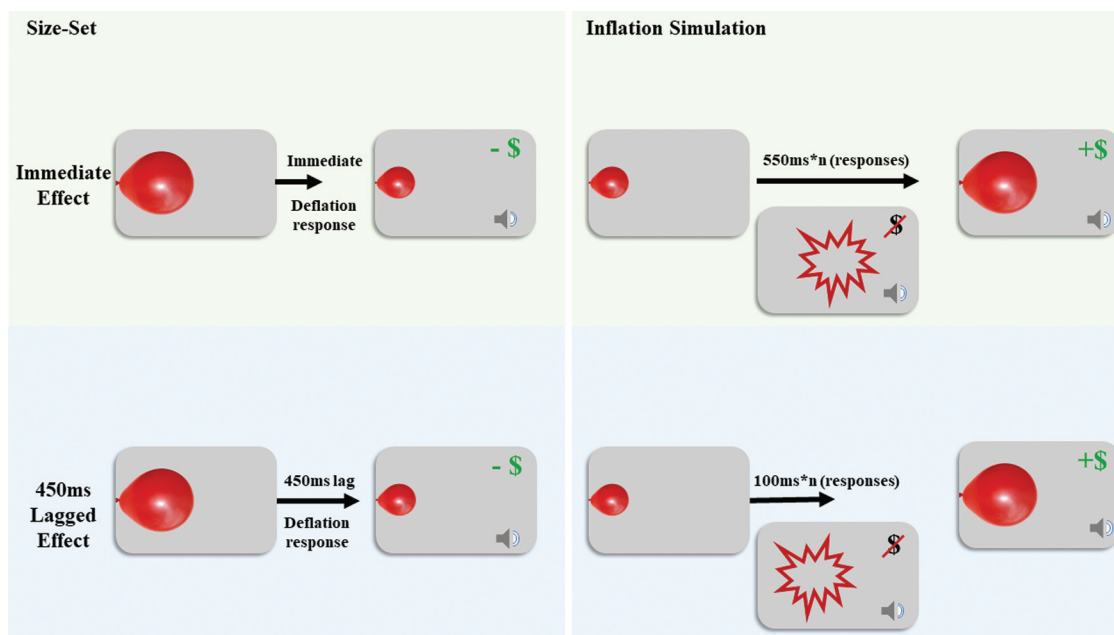 Size-Set
Inflation Simulation
Immediate
Effect
Immediate
Deflation
response
- $
550ms*n (responses)
$
+$
450ms
Lagged
Effect
450ms lag
Deflation
response
- $
100ms*n (responses)
$
+$